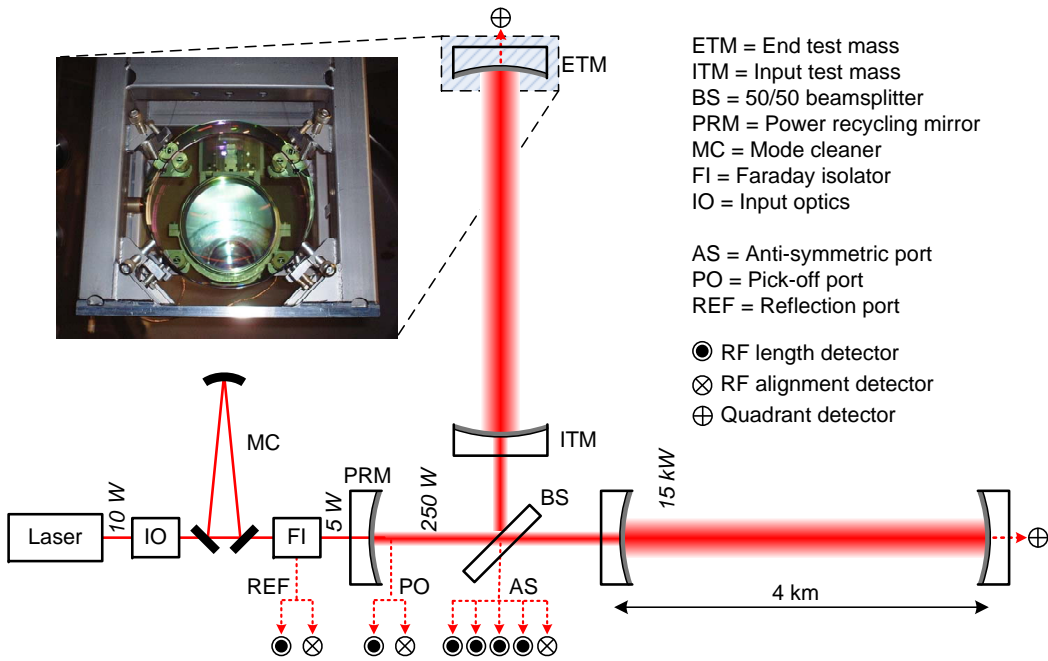 ETM
ETM = End test mass
ITM = Input test mass
BS = 50/50 beamsplitter
PRM = Power recycling mirror
MC = Mode cleaner
FI = Faraday isolator
IO = Input optics
AS = Anti-symmetric port
PO = Pick-off port
REF = Reflection port
RF length detector
RF alignment detector
Quadrant detector
MC
ITM
PRM
BS
10 W
5 W
250 W
15 kW
Laser
IO
FI
REF
PO
AS
4 km